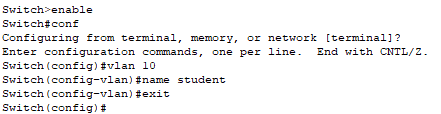 Switch>enable
Switch#conf
Configuring from terminal, memory, or network [terminal]?
Enter configuration commands, one per line.  End with CNTL/Z.
Switch(config)#vlan 10
Switch(config-vlan)#name student
Switch(config-vlan)#exit
Switch(config)#